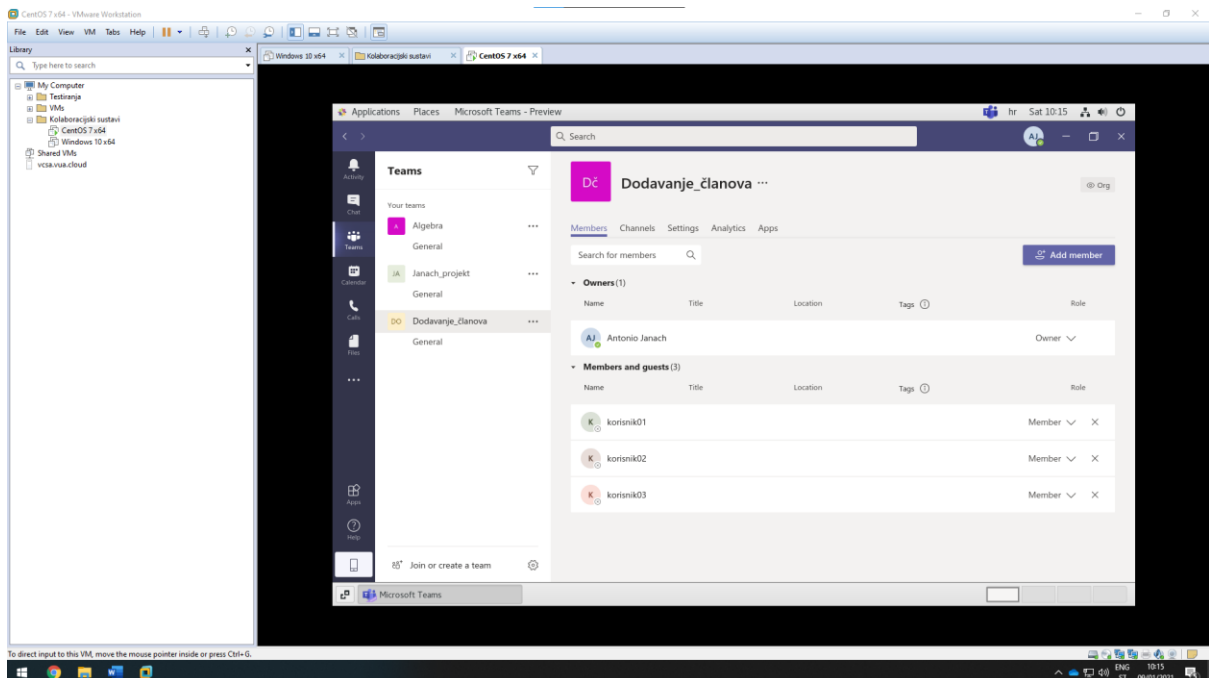 CentOS 7 x64 - VMware Workstation
File Edit View VM Tabs Help
Library
Type here to search
My Computer
Testiranja
VMs
Kolaboracijski sustavi
CentOS 7 x64
Windows 10 x64
Shared VMs
vcsa.vua.cloud
Windows 10 x64
Kolaboracijski sustavi
CentOS 7 x64
Applications Places Microsoft Teams - Preview
hr Sat 10:15
Search
AJ
Activity
Chat
Teams
Calendar
Calls
Files
Apps
Help
Teams
Your teams
A Algebra
General
JA Janach_projekt
General
DO Dodavanje_članova
General
Join or create a team
Dč Dodavanje_članova
Org
Members Channels Settings Analytics Apps
Search for members
Add member
Owners (1)
Name Title Location Tags Role
AJ Antonio Janach Owner
Members and guests (3)
Name Title Location Tags Role
K korisnik01 Member
K korisnik02 Member
K korisnik03 Member
Microsoft Teams
To direct input to this VM, move the mouse pointer inside or press Ctrl+G.
ENG 10:15
09/01/2021